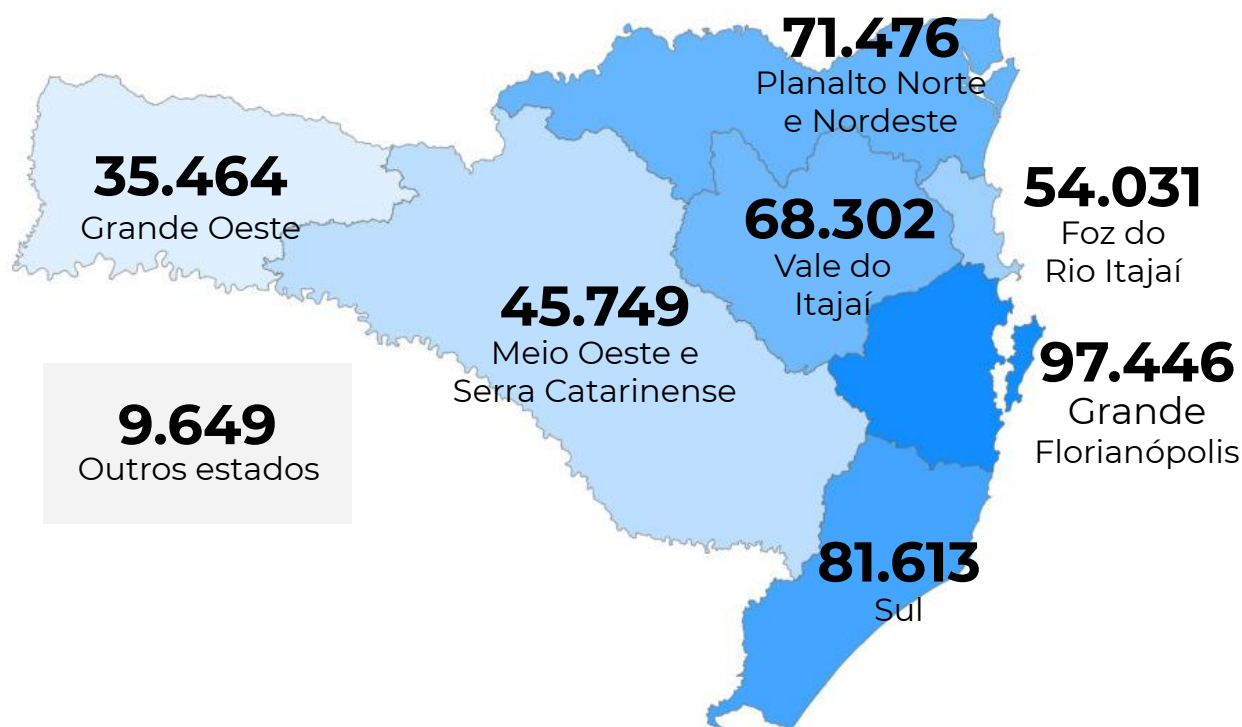 71.476
Planalto Norte
e Nordeste
35.464
Grande Oeste
54.031
Foz do
Rio Itajaí
68.302
Vale do
Itajaí
45.749
Meio Oeste e
Serra Catarinense
97.446
Grande
Florianópolis
9.649
Outros estados
81.613
Sul